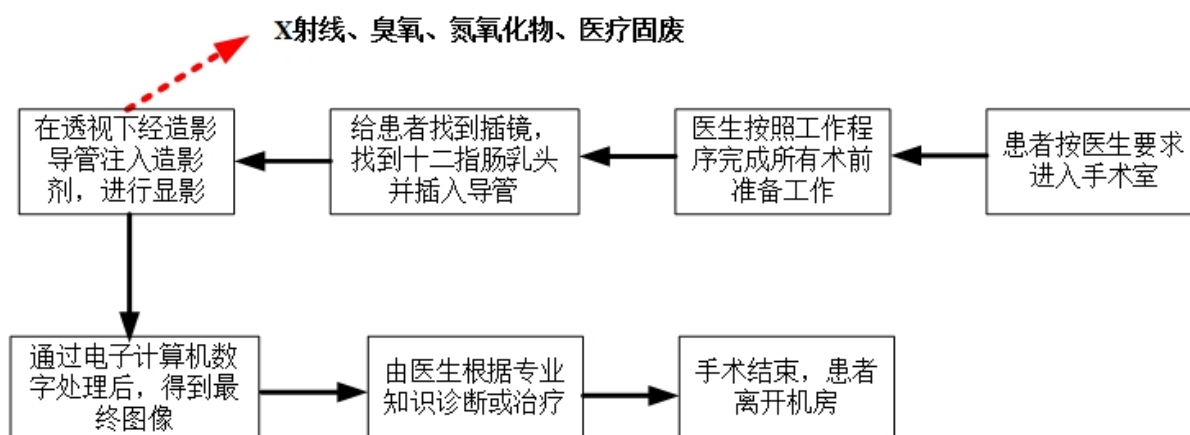 X射线、臭氧、氮氧化物、医疗固废
患者按医生要求
进入手术室
医生按照工作程
序完成所有术前
准备工作
给患者找到插镜，
找到十二指肠乳头
并插入导管
在透视下经造影
导管注入造影
剂，进行显影
通过电子计算机数
字处理后，得到最
终图像
由医生根据专业
知识诊断或治疗
手术结束，患者
离开机房